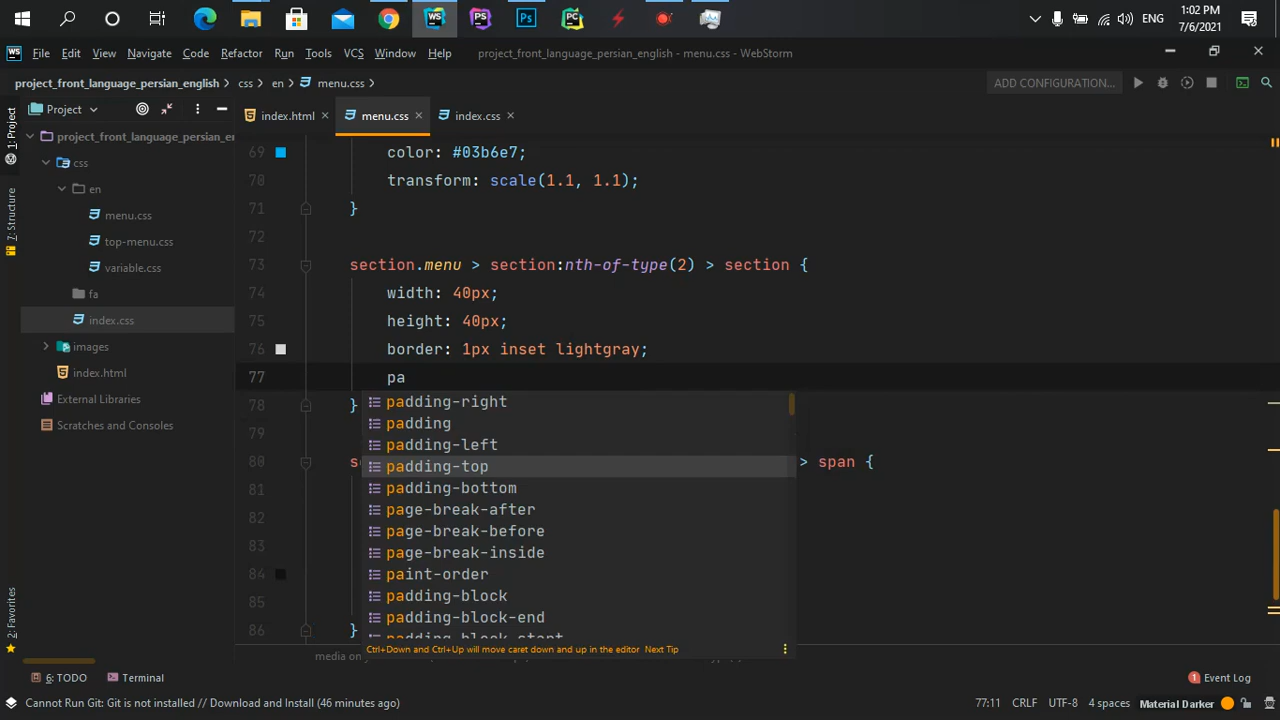 ENG
1:02 PM
7/6/2021
File Edit View Navigate Code Refactor Run Tools VCS Window Help project_front_language_persian_english - menu.css - WebStorm
project_front_language_persian_english css en menu.css ADD CONFIGURATION...
Project index.html menu.css index.css
1: Project
7: Structure
2: Favorites
project_front_language_persian_er
css
en
menu.css
top-menu.css
variable.css
fa
index.css
images
index.html
External Libraries
Scratches and Consoles
69 color: #03b6e7;
70 transform: scale(1.1, 1.1);
71 }
72
73 section.menu > section:nth-of-type(2) > section {
74 width: 40px;
75 height: 40px;
76 border: 1px inset lightgray;
77 pa
78 }
79
80 s > span {
81
82
83
84
85
86 }
padding-right
padding
padding-left
padding-top
padding-bottom
page-break-after
page-break-before
page-break-inside
paint-order
padding-block
padding-block-end
padding-block-start
Ctrl+Down and Ctrl+Up will move caret down and up in the editor Next Tip
6: TODO Terminal 1 Event Log
Cannot Run Git: Git is not installed // Download and Install (46 minutes ago) 77:11 CRLF UTF-8 4 spaces Material Darker